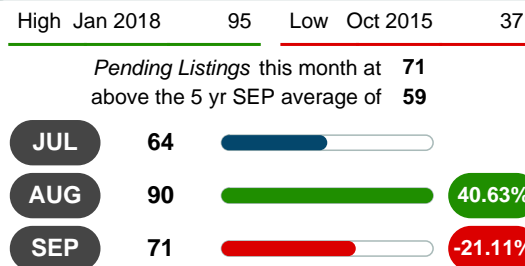 High Jan 2018 95 Low Oct 2015 37
Pending Listings this month at 71
above the 5 yr SEP average of 59
JUL 64
AUG 90 40.63%
SEP 71 -21.11%